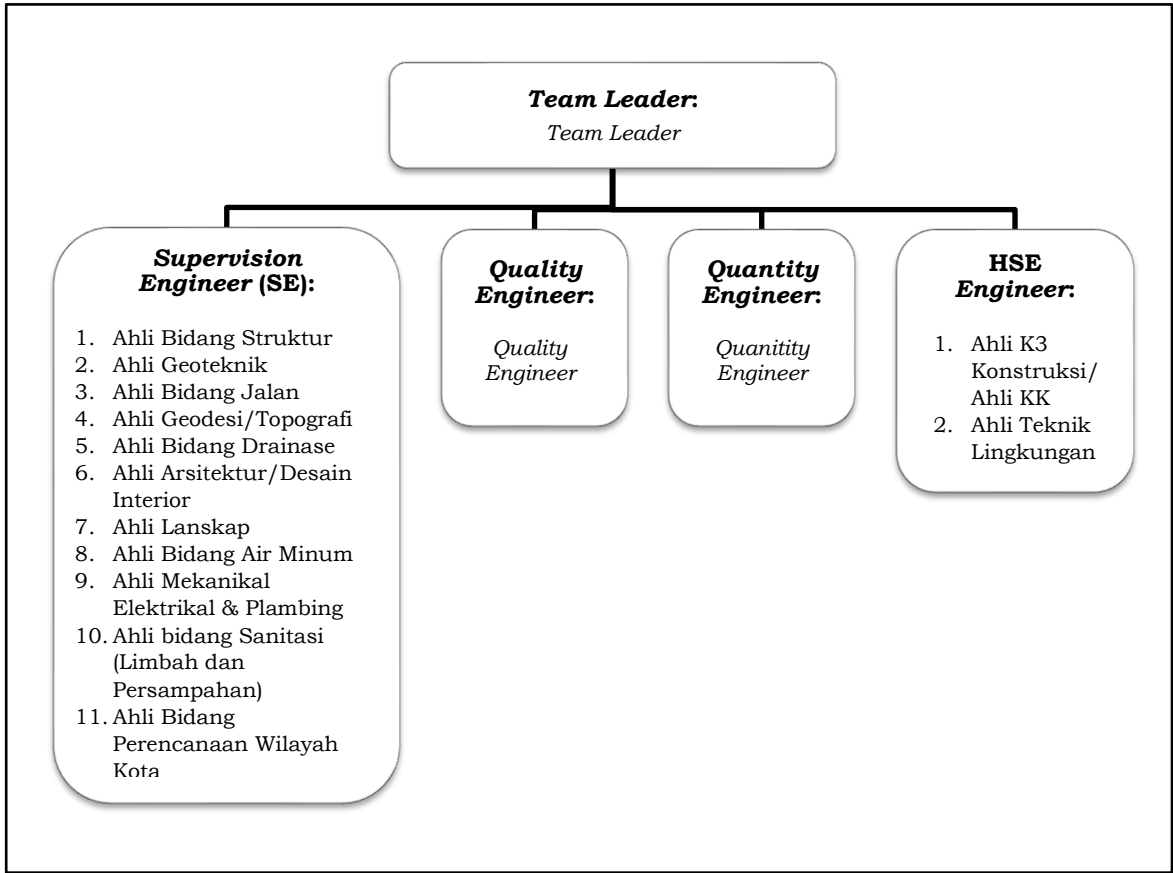 Team Leader:
Team Leader
Supervision
Engineer (SE):
1. Ahli Bidang Struktur
2. Ahli Geoteknik
3. Ahli Bidang Jalan
4. Ahli Geodesi/Topografi
5. Ahli Bidang Drainase
6. Ahli Arsitektur/Desain
Interior
7. Ahli Lanskap
8. Ahli Bidang Air Minum
9. Ahli Mekanikal
Elektrikal & Plambing
10. Ahli bidang Sanitasi
(Limbah dan
Persampahan)
11. Ahli Bidang
Perencanaan Wilayah
Kota
Quality
Engineer:
Quality
Engineer
Quantity
Engineer:
Quanitity
Engineer
HSE
Engineer:
1. Ahli K3
Konstruksi/
Ahli KK
2. Ahli Teknik
Lingkungan